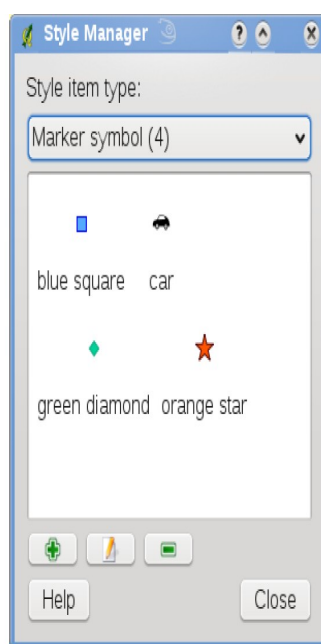 Style Manager
Style item type:
Marker symbol (4)
blue square car
green diamond orange star
Help Close